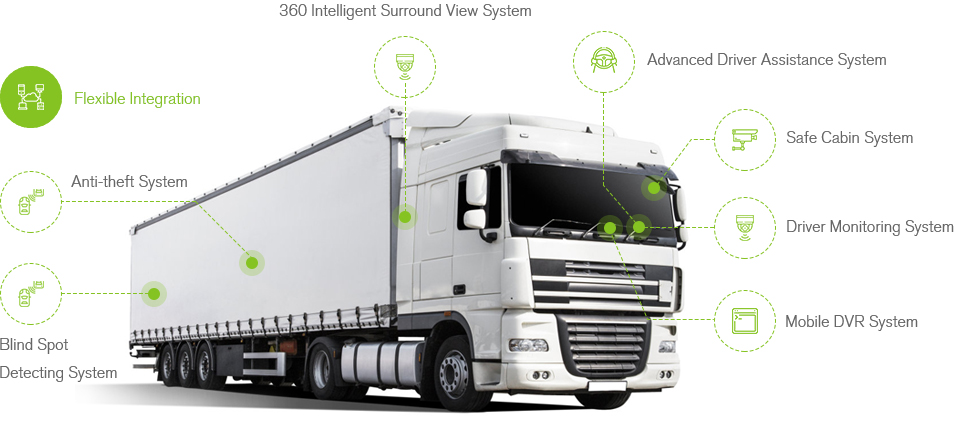 360 Intelligent Surround View System
Advanced Driver Assistance System
Flexible Integration
Safe Cabin System
Anti-theft System
Driver Monitoring System
Mobile DVR System
Blind Spot
Detecting System